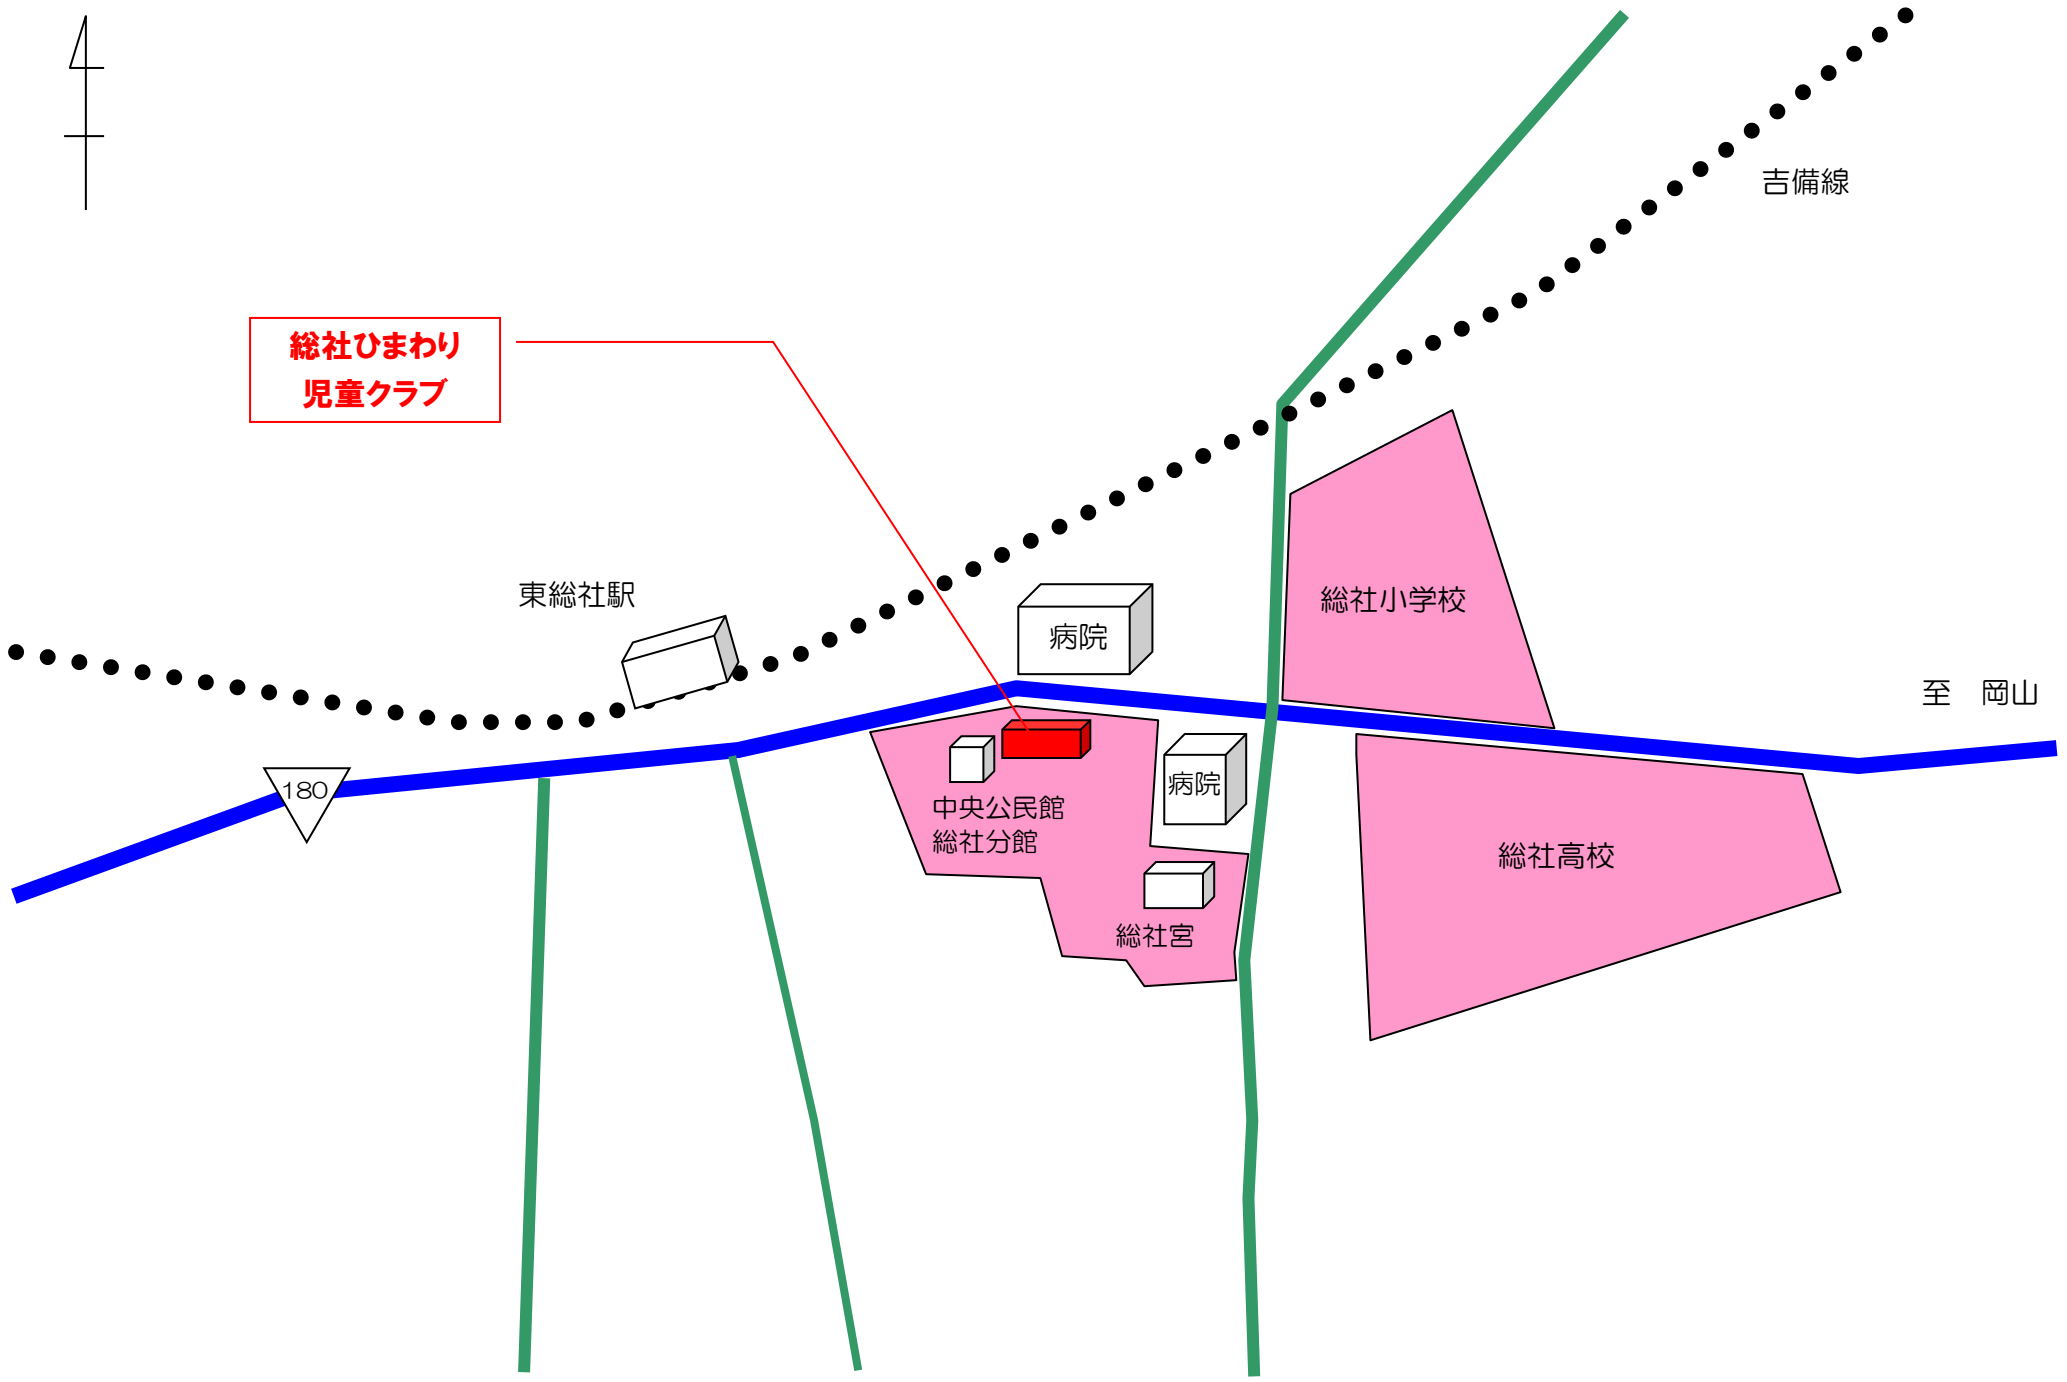 吉備線
総社ひまわり
児童クラブ
東総社駅
病院
総社小学校
至　岡山
180
病院
中央公民館
総社分館
総社高校
総社宮